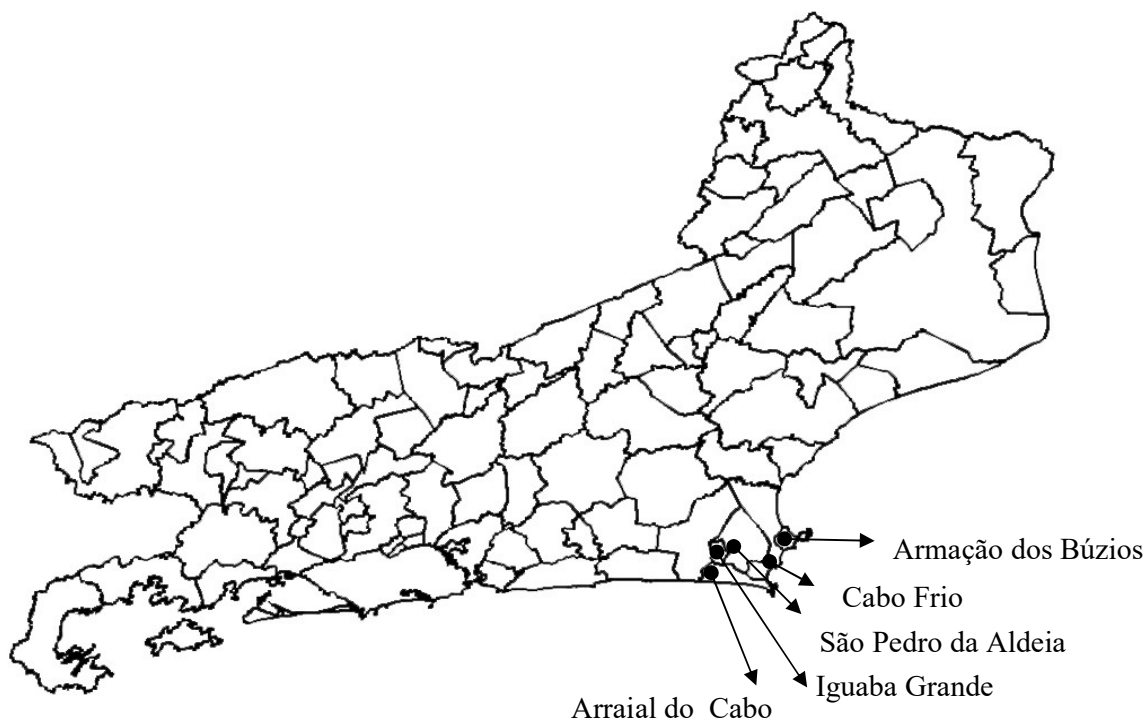 Armação dos Búzios
Cabo Frio
São Pedro da Aldeia
Iguaba Grande
Arraial do Cabo